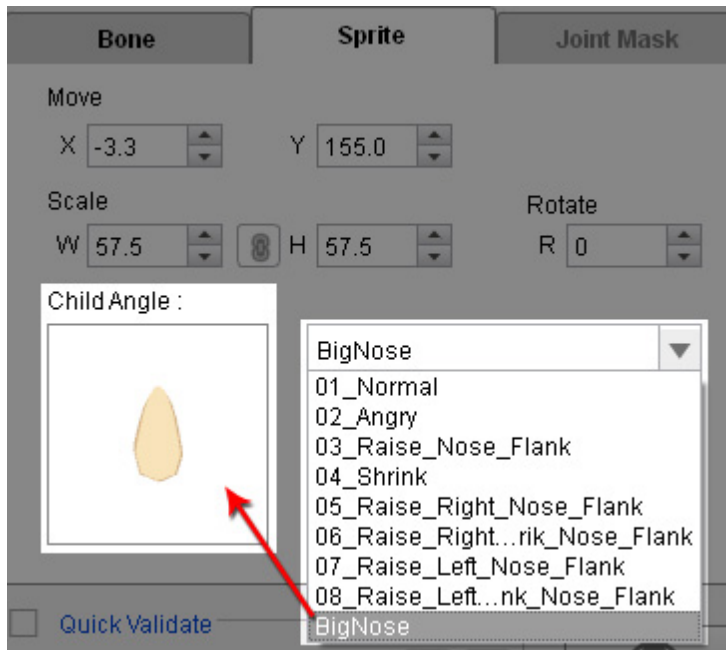 Bone Sprite Joint Mask
Move
X -3.3 Y 155.0
Scale Rotate
W 57.5 H 57.5 R 0
Child Angle :
BigNose
01_Normal
02_Angry
03_Raise_Nose_Flank
04_Shrink
05_Raise_Right_Nose_Flank
06_Raise_Right...rik_Nose_Flank
07_Raise_Left_Nose_Flank
08_Raise_Left...nk_Nose_Flank
BigNose
Quick Validate